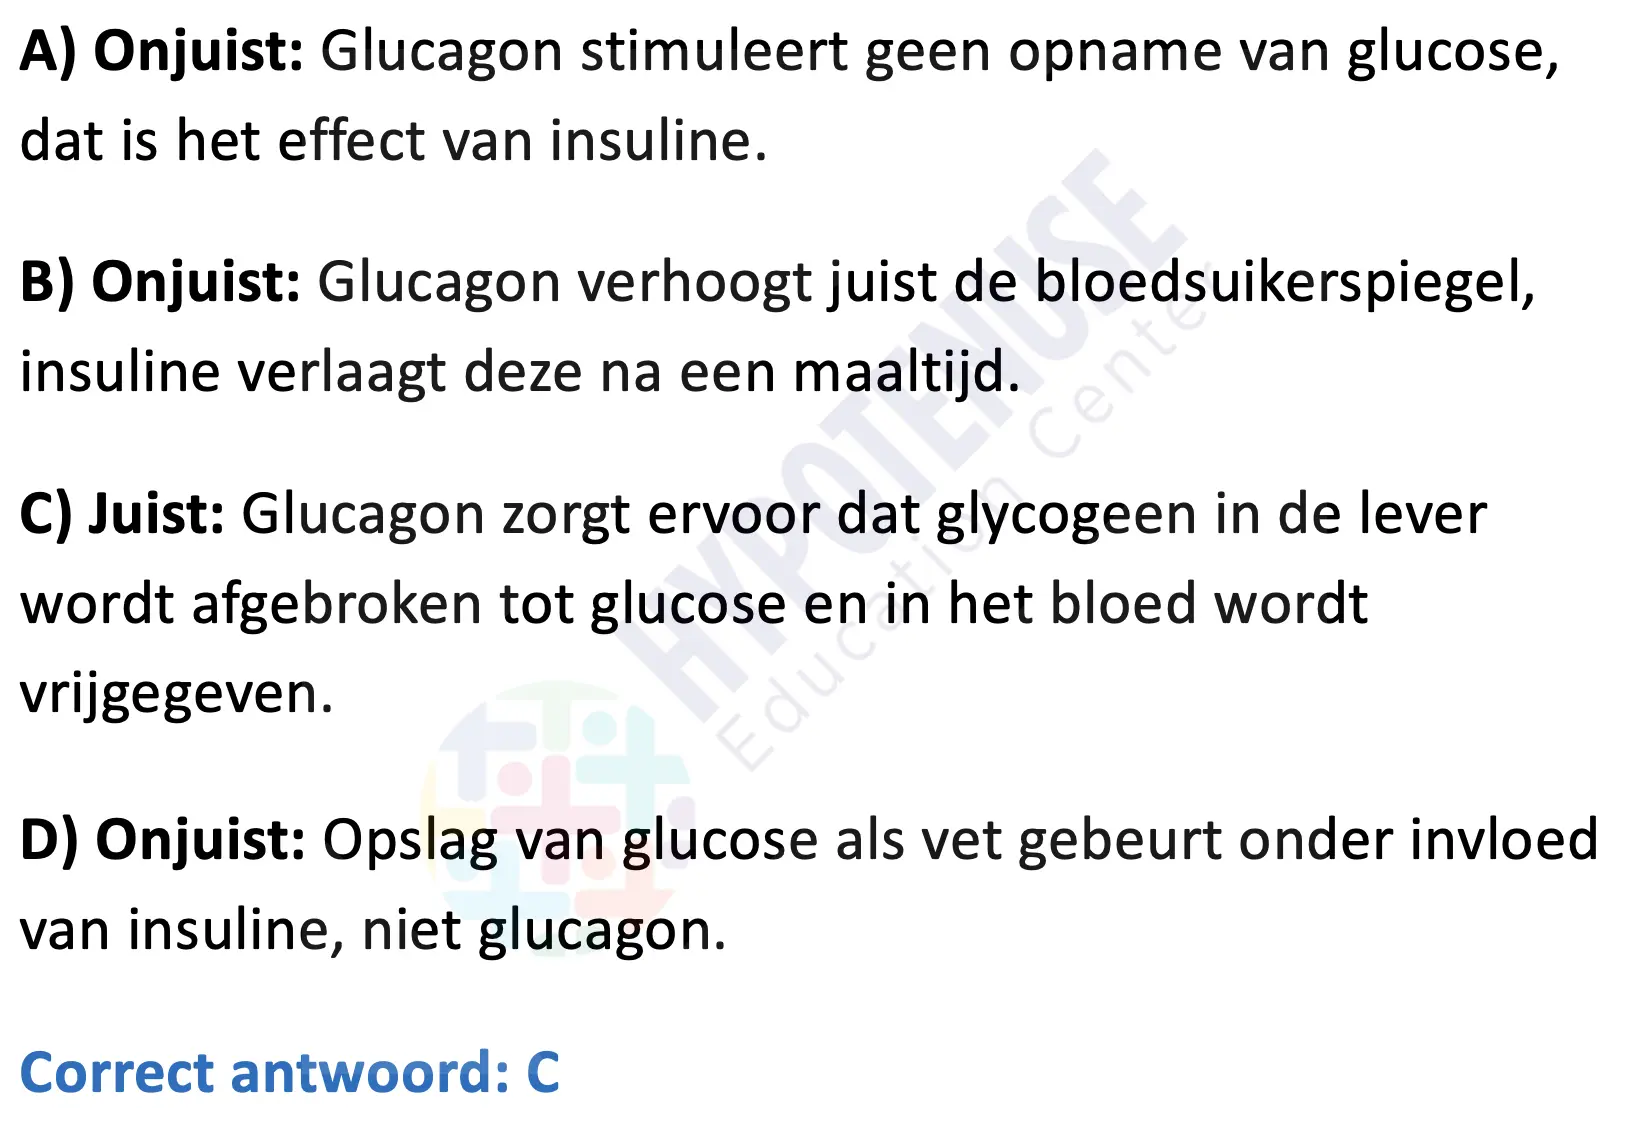 A) Onjuist: Glucagon stimuleert geen opname van glucose,
dat is het effect van insuline.
B) Onjuist: Glucagon verhoogt juist de bloedsuikerspiegel,
insuline verlaagt deze na een maaltijd.
C) Juist: Glucagon zorgt ervoor dat glycogeen in de lever
wordt afgebroken tot glucose en in het bloed wordt
vrijgegeven.
D) Onjuist: Opslag van glucose als vet gebeurt onder invloed
van insuline, niet glucagon.
Correct antwoord: C
HYPOTENUSE
Education Center